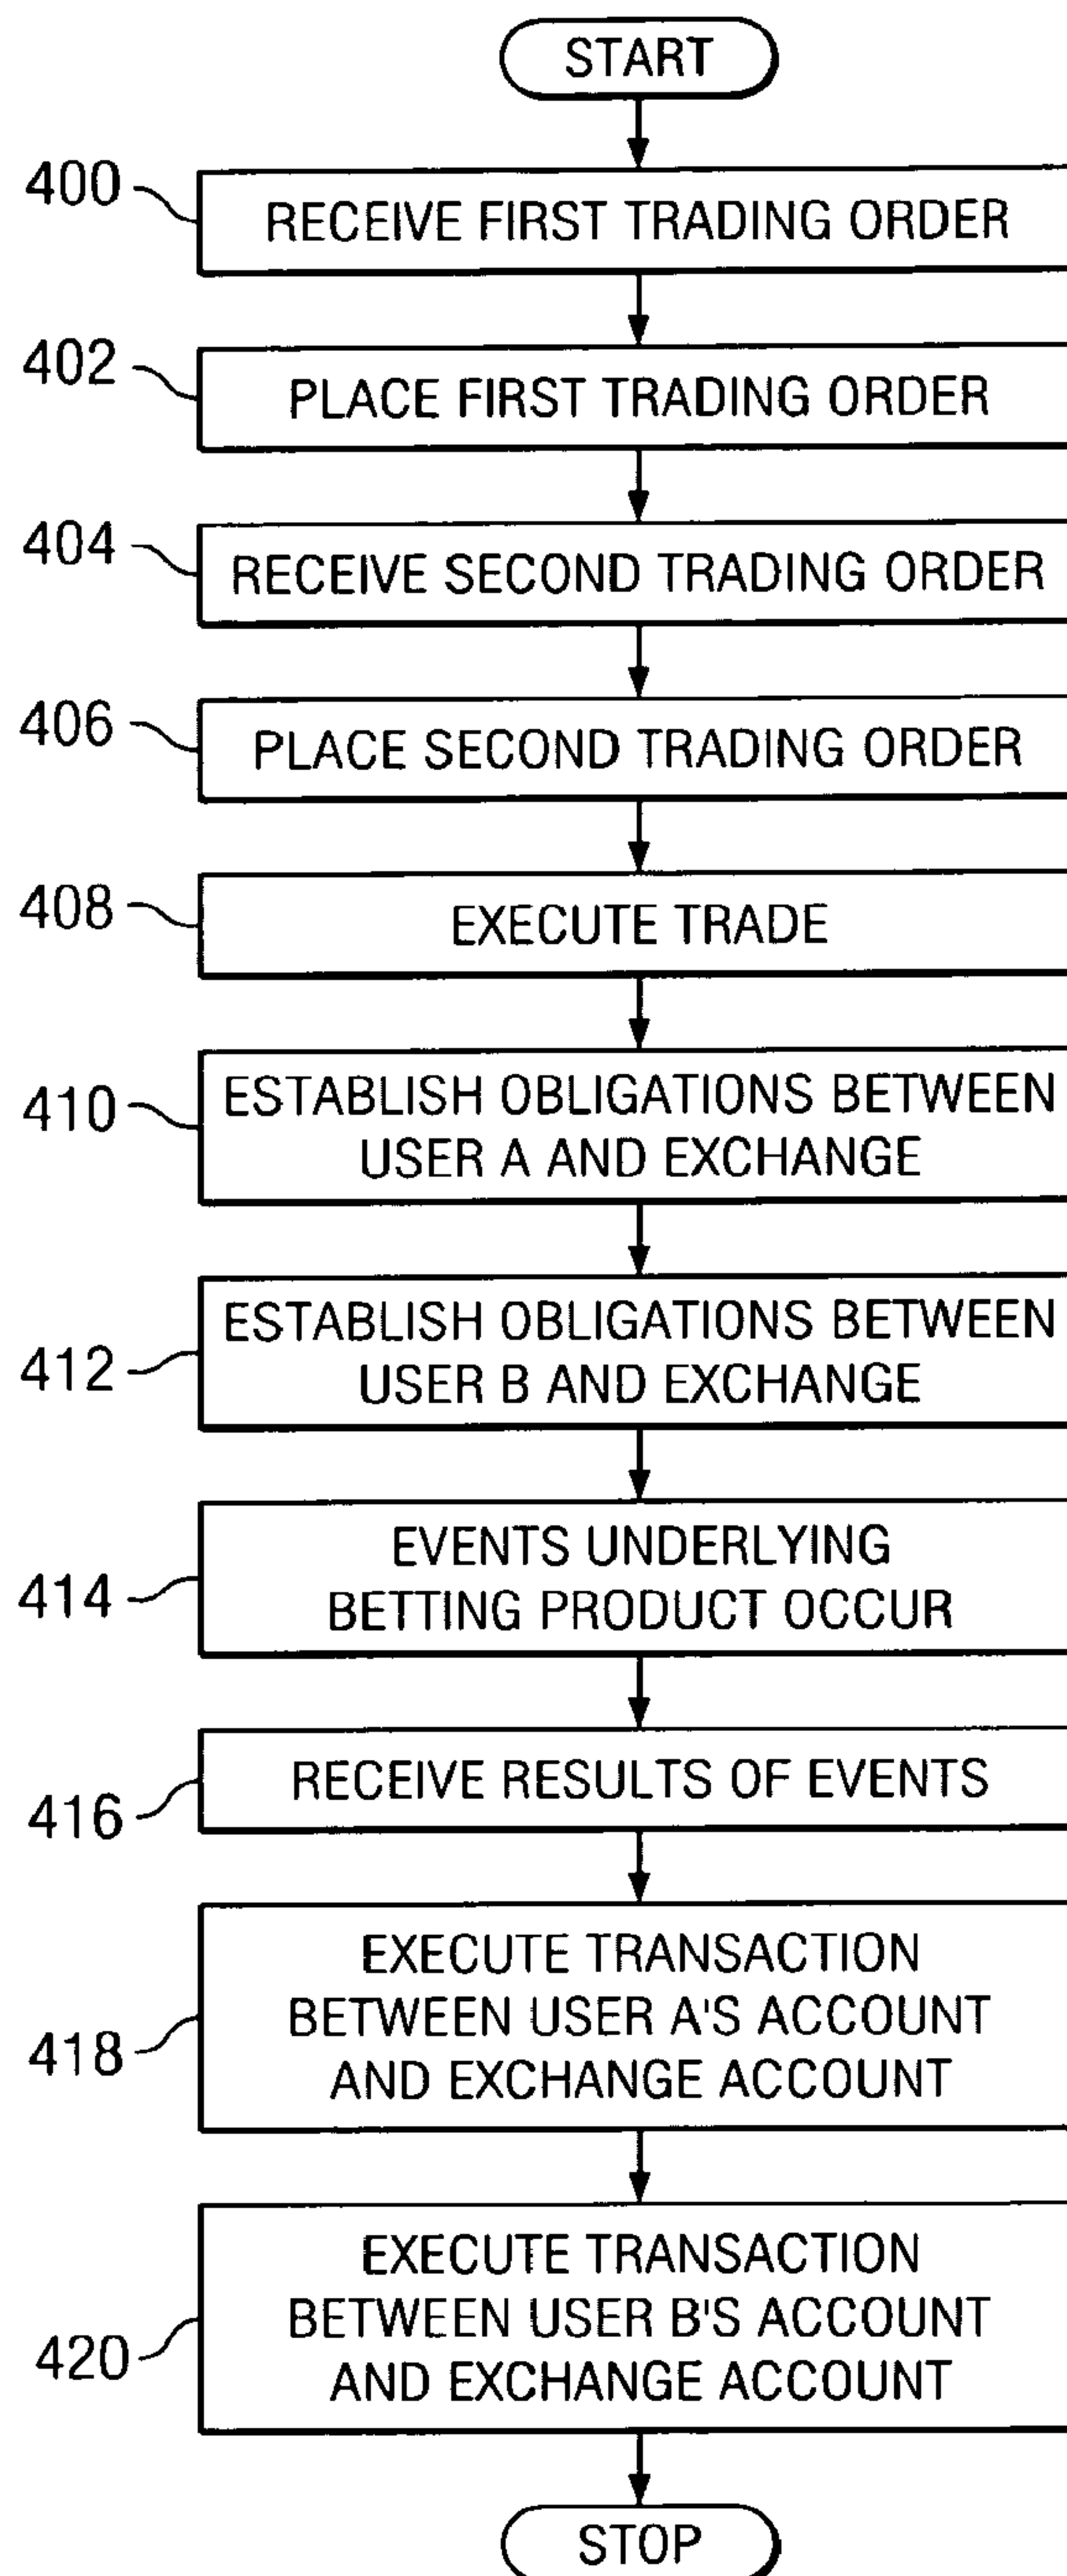 START
400
RECEIVE FIRST TRADING ORDER
402
PLACE FIRST TRADING ORDER
404
RECEIVE SECOND TRADING ORDER
406
PLACE SECOND TRADING ORDER
408
EXECUTE TRADE
410
ESTABLISH OBLIGATIONS BETWEEN
USER A AND EXCHANGE
412
ESTABLISH OBLIGATIONS BETWEEN
USER B AND EXCHANGE
414
EVENTS UNDERLYING
BETTING PRODUCT OCCUR
416
RECEIVE RESULTS OF EVENTS
418
EXECUTE TRANSACTION
BETWEEN USER A'S ACCOUNT
AND EXCHANGE ACCOUNT
420
EXECUTE TRANSACTION
BETWEEN USER B'S ACCOUNT
AND EXCHANGE ACCOUNT
STOP